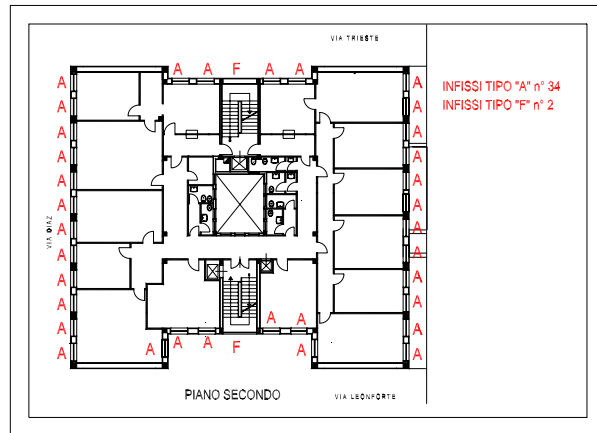 VIA TRIESTE
A A F A A
A A
INFISSI TIPO "A" n° 34
INFISSI TIPO "F" n° 2
A A
A A
A A
A A
A A
VIA DIAZ
A A
A A
A A
A A
A A
A A
A A
A A A F A
A A
PIANO SECONDO
VIA LEONFORTE